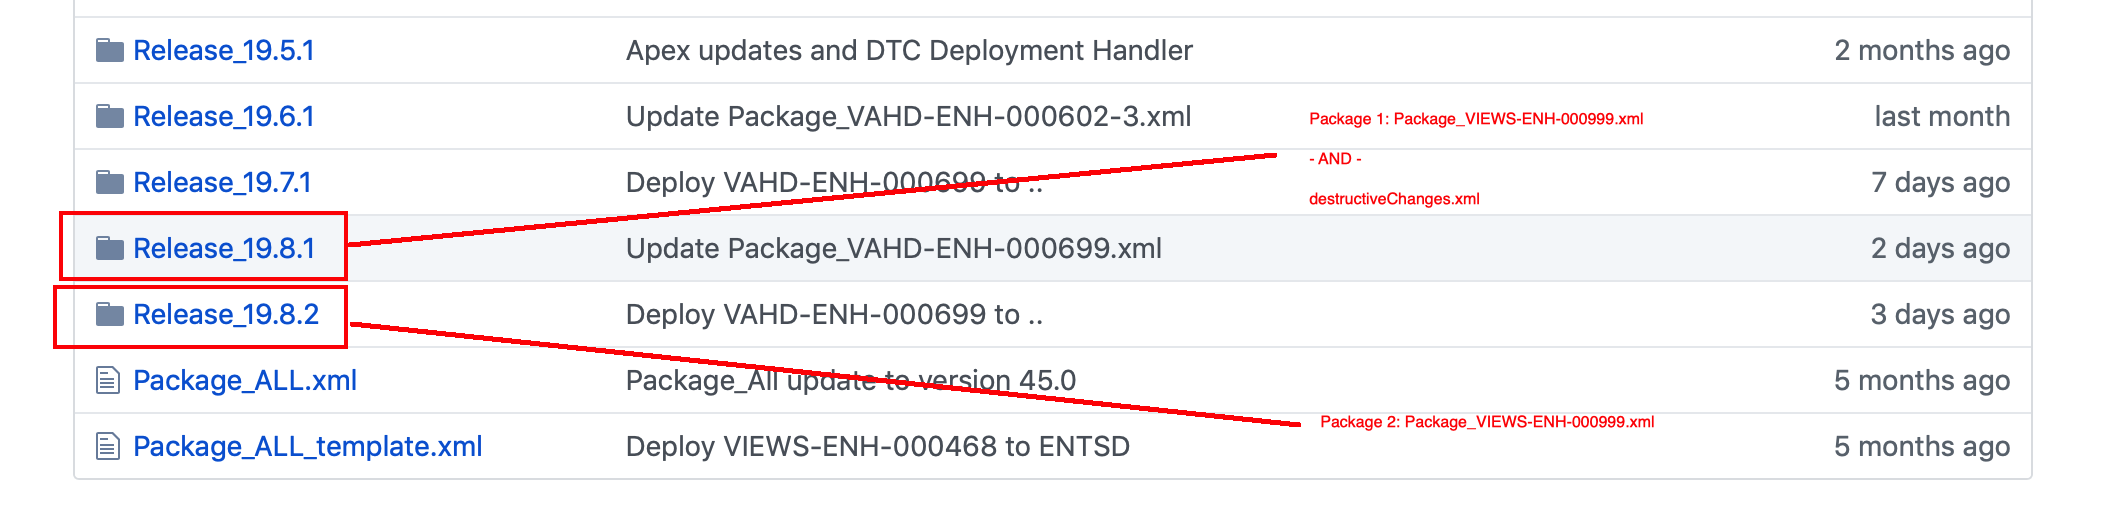 Release_19.5.1 Apex updates and DTC Deployment Handler 2 months ago
Release_19.6.1 Update Package_VAHD-ENH-000602-3.xml Package 1: Package_VIEWS-ENH-000999.xml last month
- AND -
Release_19.7.1 Deploy VAHD-ENH-000699 to .. 7 days ago
destructiveChanges.xml
Release_19.8.1 Update Package_VAHD-ENH-000699.xml 2 days ago
Release_19.8.2 Deploy VAHD-ENH-000699 to .. 3 days ago
Package_ALL.xml Package_All update to version 45.0 5 months ago
Package 2: Package_VIEWS-ENH-000999.xml
Package_ALL_template.xml Deploy VIEWS-ENH-000468 to ENTSD 5 months ago